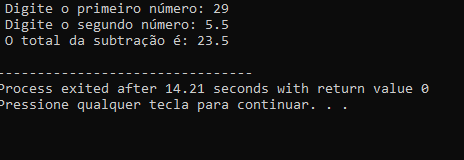 Digite o primeiro número: 29
Digite o segundo número: 5.5
O total da subtração é: 23.5
--------------------------------
Process exited after 14.21 seconds with return value 0
Pressione qualquer tecla para continuar. . .